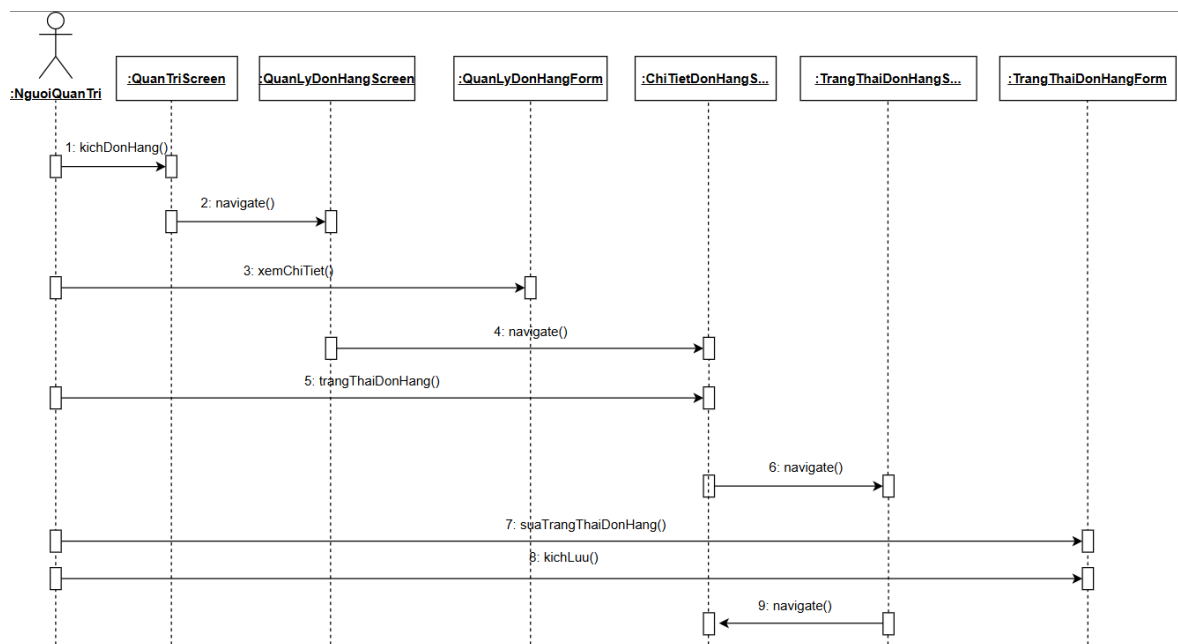 :NguoiQuanTri
:QuanTriScreen
:QuanLyDonHangScreen
:QuanLyDonHangForm
:ChiTietDonHangS...
:TrangThaiDonHangS...
:TrangThaiDonHangForm
1: kichDonHang()
2: navigate()
3: xemChiTiet()
4: navigate()
5: trangThaiDonHang()
6: navigate()
7: suaTrangThaiDonHang()
8: kichLuu()
9: navigate()